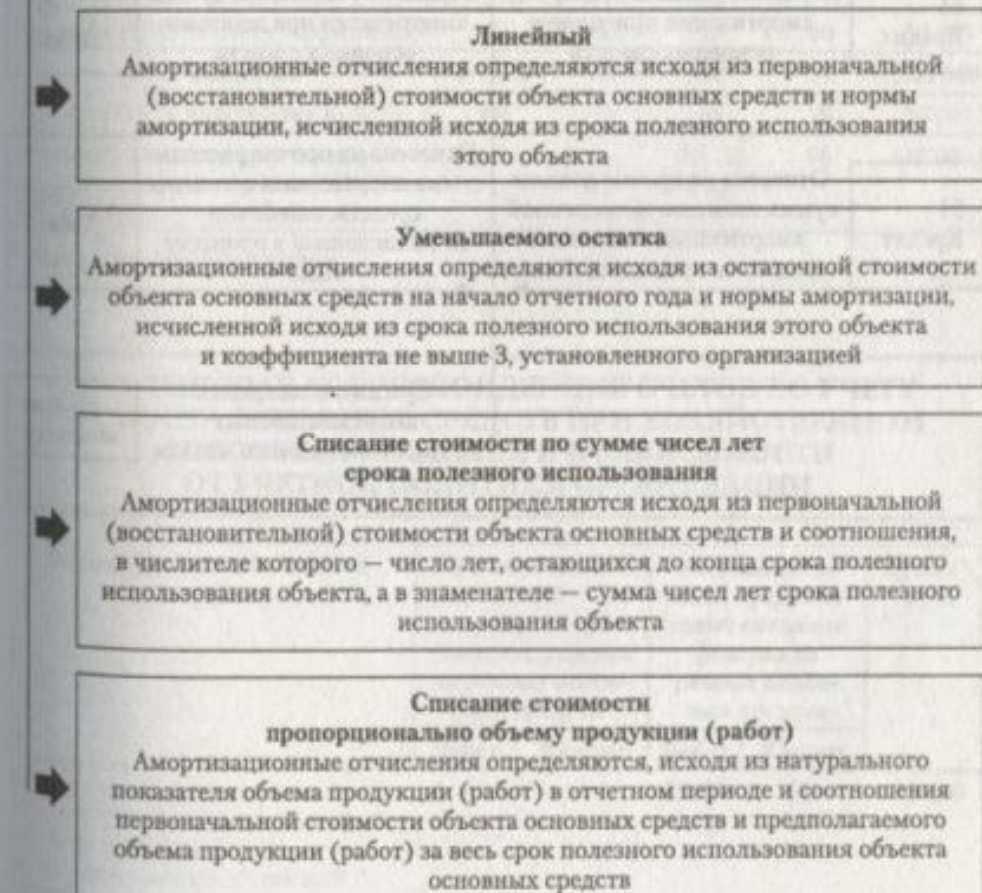 Линейный
Амортизационные отчисления определяются исходя из первоначальной
(восстановительной) стоимости объекта основных средств и нормы
амортизации, исчисленной исходя из срока полезного использования
этого объекта
Уменьшаемого остатка
Амортизационные отчисления определяются исходя из остаточной стоимости
объекта основных средств на начало отчетного года и нормы амортизации,
исчисленной исходя из срока полезного использования этого объекта
и коэффициента не выше 3, установленного организацией
Списание стоимости по сумме чисел лет
срока полезного использования
Амортизационные отчисления определяются исходя из первоначальной
(восстановительной) стоимости объекта основных средств и соотношения,
в числителе которого — число лет, остающихся до конца срока полезного
использования объекта, а в знаменателе — сумма чисел лет срока полезного
использования объекта
Списание стоимости
пропорционально объему продукции (работ)
Амортизационные отчисления определяются, исходя из натурального
показателя объема продукции (работ) в отчетном периоде и соотношения
первоначальной стоимости объекта основных средств и предполагаемого
объема продукции (работ) за весь срок полезного использования объекта
основных средств